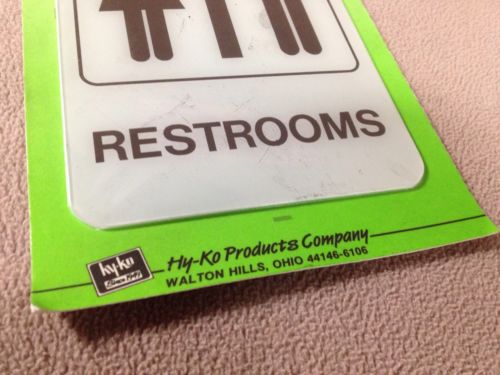 RESTROOMS
hy-ko
Since 1949
Hy-Ko Products Company
WALTON HILLS, OHIO 44146-6106